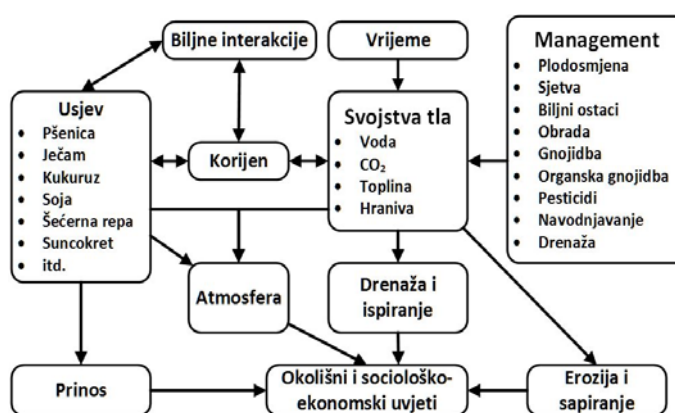 Biljne interakcije
Vrijeme
Management
• Plodosmjena
• Sjetva
• Biljni ostaci
• Obrada
• Gnojidba
• Organska gnojidba
• Pesticidi
• Navodnjavanje
• Drenaža
Usjev
• Pšenica
• Ječam
• Kukuruz
• Soja
• Šećerna repa
• Suncokret
• itd.
Korijen
Svojstva tla
• Voda
• CO₂
• Toplina
• Hraniva
Atmosfera
Drenaža i
ispiranje
Prinos
Okolišni i sociološko-
ekonomski uvjeti
Erozija i
sapiranje